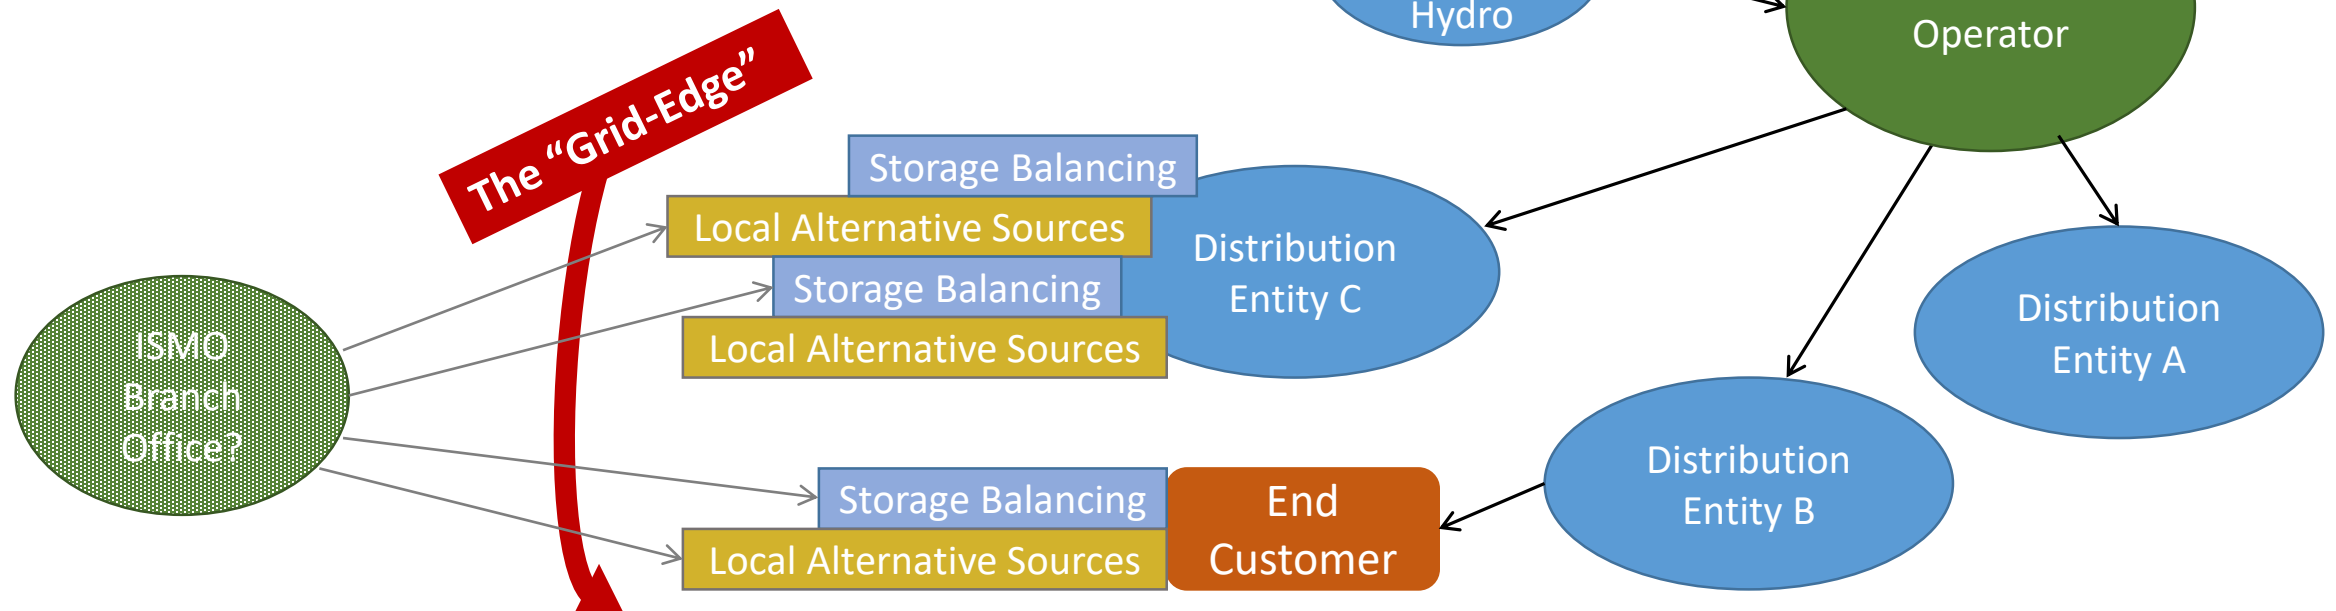 Hydro
Operator
The “Grid-Edge”
Storage Balancing
Local Alternative Sources
Storage Balancing
Local Alternative Sources
Distribution
Entity C
Distribution
Entity A
ISMO
Branch
Office?
Distribution
Entity B
Storage Balancing
Local Alternative Sources
End
Customer